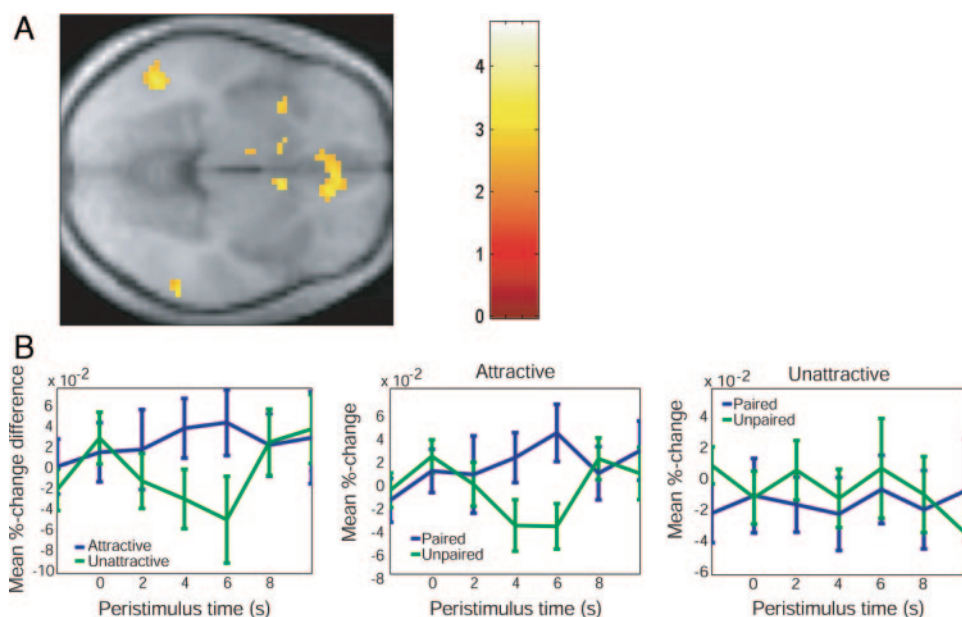 A
4
3
2
1
0
B
x 10-2
Mean %-change difference
6
4
2
0
-2
-4
-6
-8
-10
Attractive
Unattractive
0 2 4 6 8
Peristimulus time (s)
Attractive
x 10-2
Mean %-change
6
4
2
0
-2
-4
-6
-8
Paired
Unpaired
0 2 4 6 8
Peristimulus time (s)
Unattractive
x 10-2
Mean %-change
4
2
0
-2
-4
-6
Paired
Unpaired
0 2 4 6 8
Peristimulus time (s)